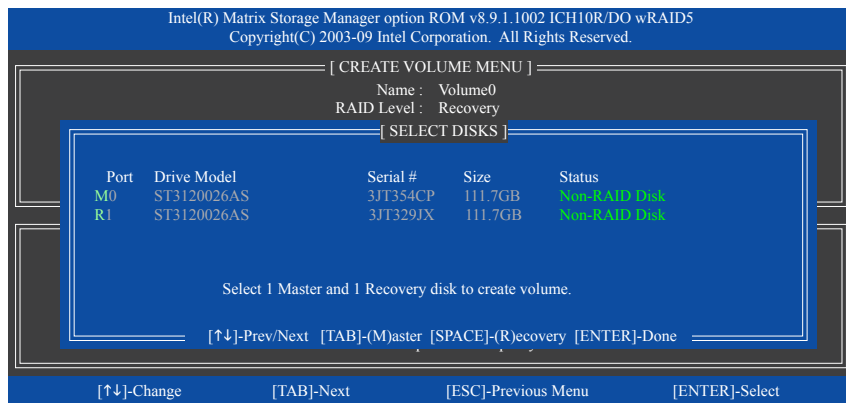 Intel(R) Matrix Storage Manager option ROM v8.9.1.1002 ICH10R/DO wRAID5
Copyright(C) 2003-09 Intel Corporation. All Rights Reserved.
[ CREATE VOLUME MENU ]
Name : Volume0
RAID Level : Recovery
[ SELECT DISKS ]
Port Drive Model Serial # Size Status
M0 ST3120026AS 3JT354CP 111.7GB Non-RAID Disk
R1 ST3120026AS 3JT329JX 111.7GB Non-RAID Disk
Select 1 Master and 1 Recovery disk to create volume.
[↑↓]-Prev/Next [TAB]-(M)aster [SPACE]-(R)ecovery [ENTER]-Done
[↑↓]-Change [TAB]-Next [ESC]-Previous Menu [ENTER]-Select